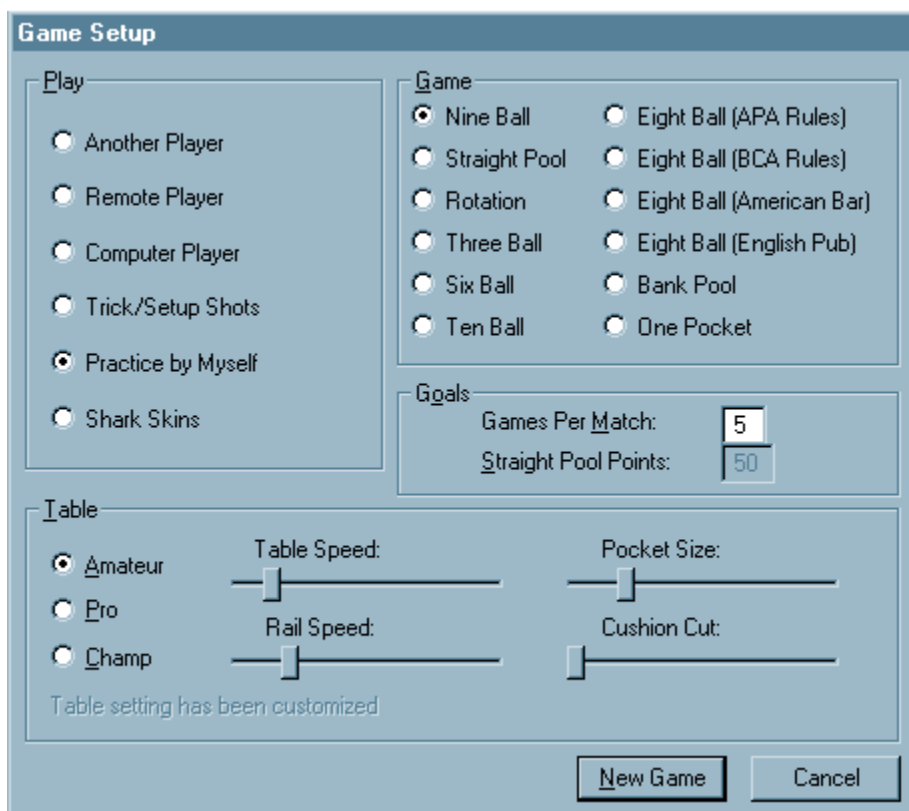 Game Setup
Play
Another Player
Remote Player
Computer Player
Trick/Setup Shots
Practice by Myself
Shark Skins
Game
Nine Ball
Straight Pool
Rotation
Three Ball
Six Ball
Ten Ball
Eight Ball (APA Rules)
Eight Ball (BCA Rules)
Eight Ball (American Bar)
Eight Ball (English Pub)
Bank Pool
One Pocket
Goals
Games Per Match: 5
Straight Pool Points: 50
Table
Amateur
Pro
Champ
Table Speed:
Rail Speed:
Pocket Size:
Cushion Cut:
Table setting has been customized
New Game
Cancel